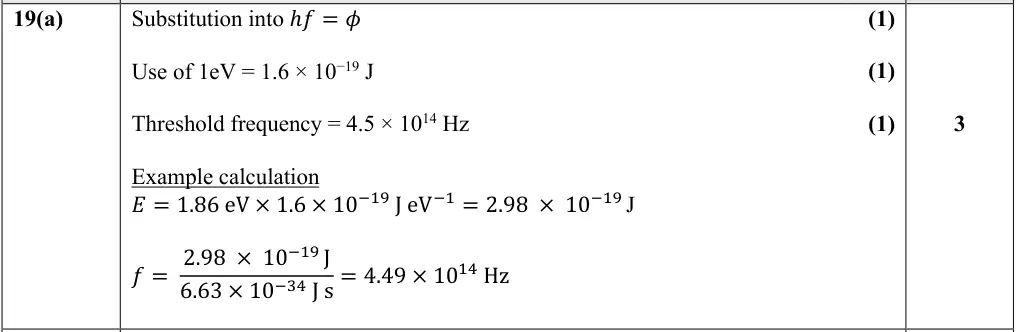 19(a) Substitution into ℎ𝑓 = 𝜙 (1)
Use of 1eV = 1.6 × 10⁻¹⁹ J (1)
Threshold frequency = 4.5 × 10¹⁴ Hz (1) 3
Example calculation
𝐸 = 1.86 eV × 1.6 × 10⁻¹⁹ J eV⁻¹ = 2.98 × 10⁻¹⁹ J
𝑓 = 2.98 × 10⁻¹⁹ J / 6.63 × 10⁻³⁴ J s = 4.49 × 10¹⁴ Hz